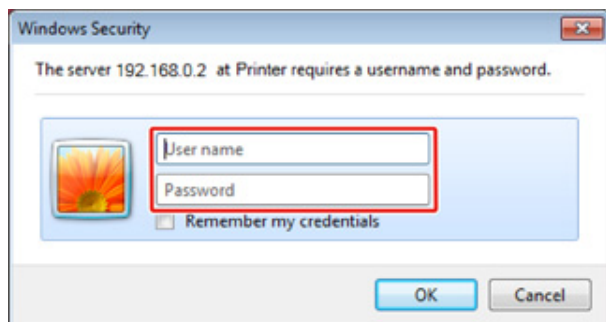 Windows Security
The server 192.168.0.2 at Printer requires a username and password.
User name
Password
Remember my credentials
OK
Cancel